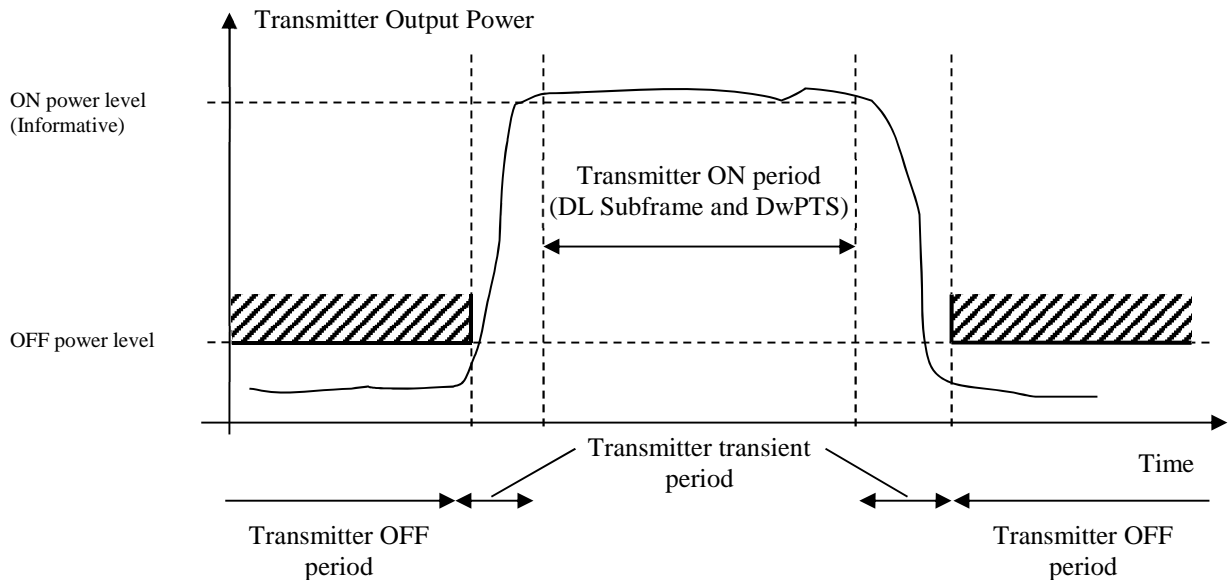 Transmitter Output Power
ON power level
(Informative)
Transmitter ON period
(DL Subframe and DwPTS)
OFF power level
Transmitter transient
period
Time
Transmitter OFF
period
Transmitter OFF
period